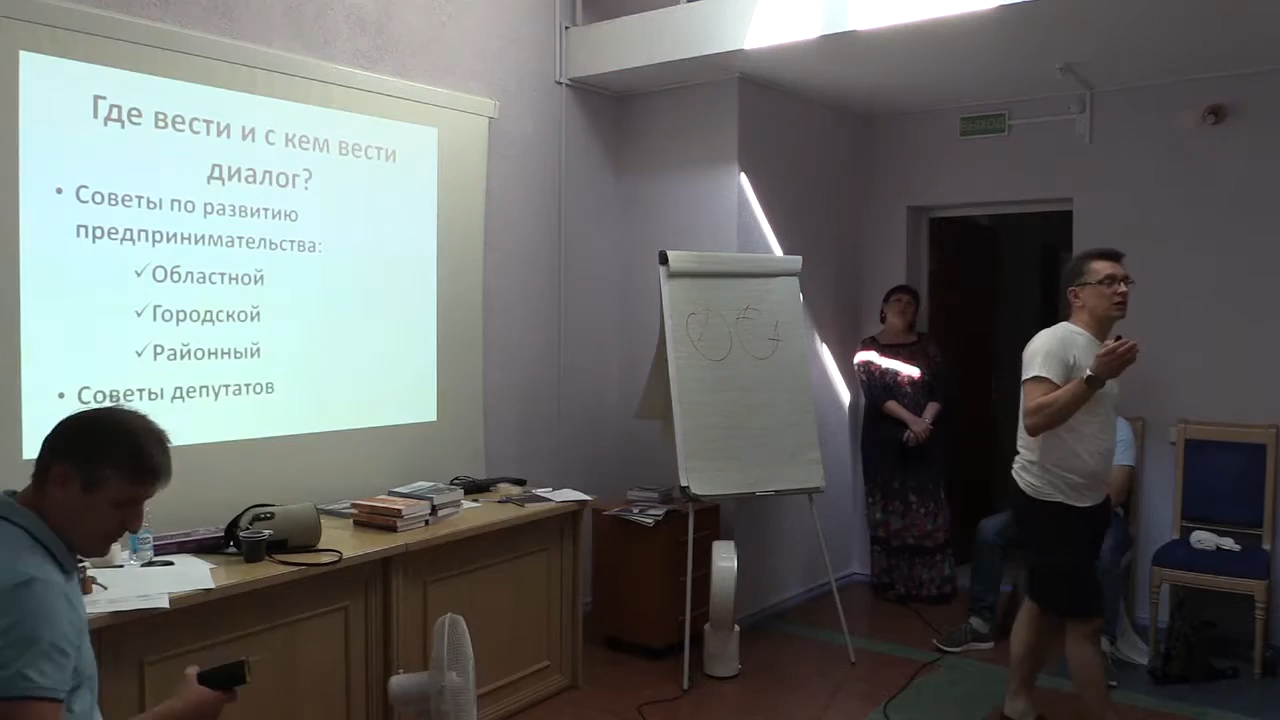 Где вести и с кем вести
диалог?
• Советы по развитию
предпринимательства:
✓Областной
✓Городской
✓Районный
• Советы депутатов
ВЫХОД